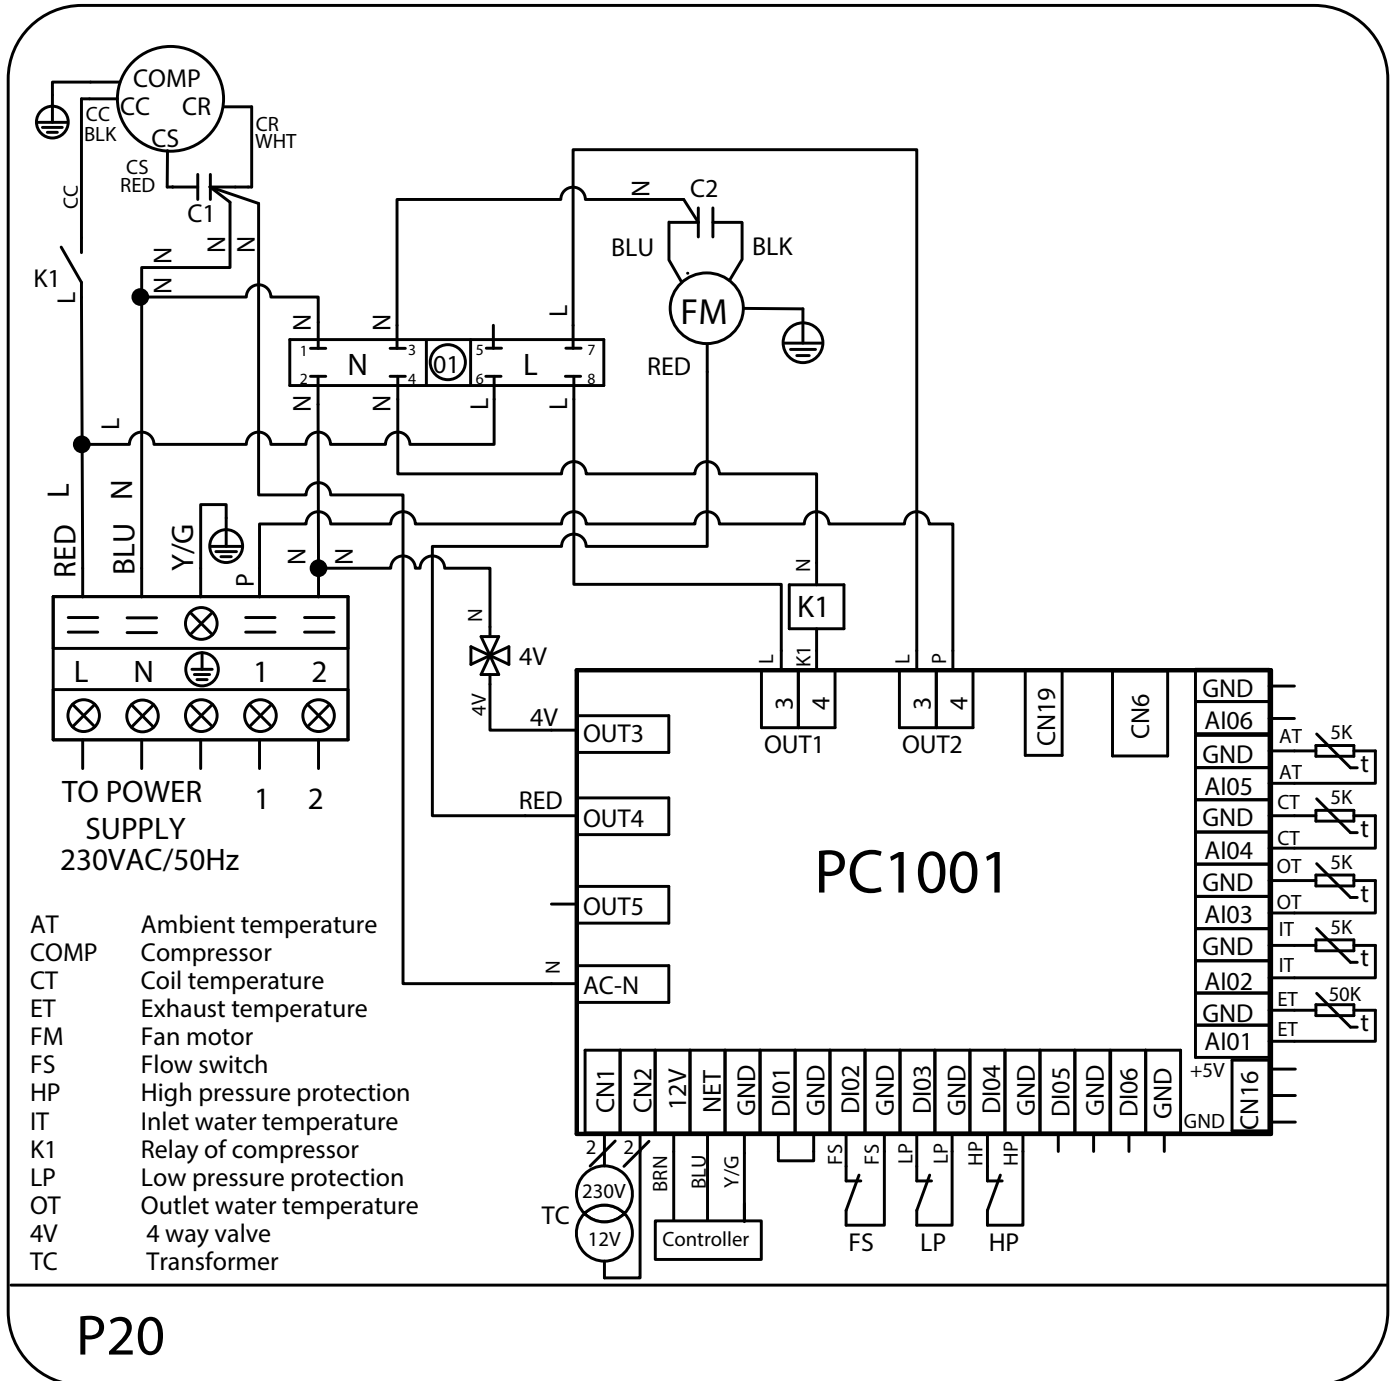 COMP
CC
CR
CS
CC
BLK
CR
WHT
CS
RED
C1
CC
K1
L
N
N
N
N
N
C2
BLU
BLK
FM
RED
L
N
N
1
N
3
01
5
L
7
2
4
6
8
N
N
L
L
L
L
N
RED
BLU
Y/G
P
N
N
N
K1
N
4V
4V
4V
L
K1
L
P
L
N
1
2
TO POWER
SUPPLY
230VAC/50Hz
1
2
OUT3
RED
OUT4
OUT5
N
AC-N
3
4
OUT1
3
4
OUT2
CN19
CN6
PC1001
GND
AI06
GND
AI05
GND
AI04
GND
AI03
GND
AI02
GND
AI01
AT
5K
t
AT
CT
5K
t
CT
OT
5K
t
OT
IT
5K
t
IT
ET
50K
t
ET
+5V
GND
CN16
CN1
CN2
12V
NET
GND
DI01
GND
DI02
GND
DI03
GND
DI04
GND
DI05
GND
DI06
GND
2
2
BRN
BLU
Y/G
FS
FS
LP
LP
HP
HP
TC
230V
12V
Controller
FS
LP
HP
AT Ambient temperature
COMP Compressor
CT Coil temperature
ET Exhaust temperature
FM Fan motor
FS Flow switch
HP High pressure protection
IT Inlet water temperature
K1 Relay of compressor
LP Low pressure protection
OT Outlet water temperature
4V 4 way valve
TC Transformer
P20